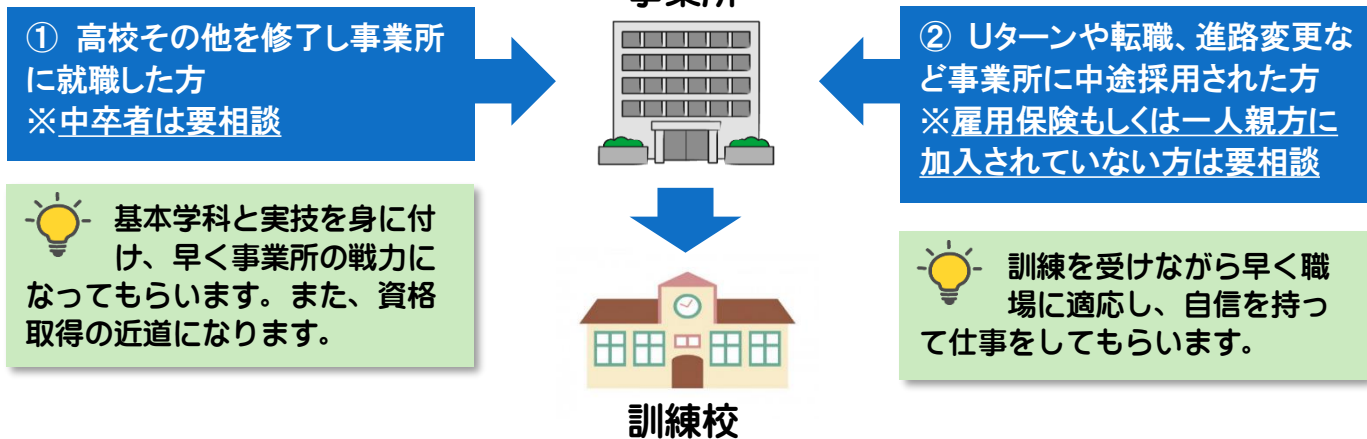 事業所
① 高校その他を修了し事業所
に就職した方
※中卒者は要相談
② Uターンや転職、進路変更な
ど事業所に中途採用された方
※雇用保険もしくは一人親方に
加入されていない方は要相談
基本学科と実技を身に付
け、早く事業所の戦力に
なってもらいます。また、資格
取得の近道になります。
訓練を受けながら早く職
場に適応し、自信を持っ
て仕事をしてもらいます。
訓練校